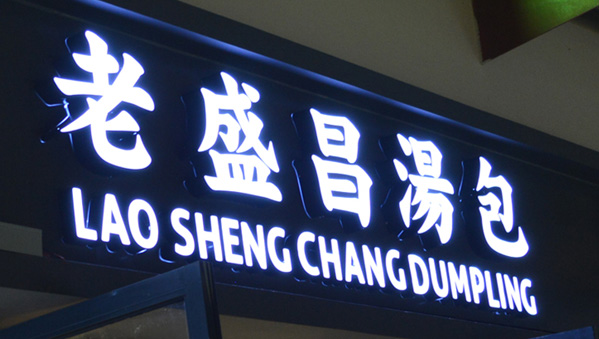 老盛昌湯包
LAO SHENG CHANG DUMPLING